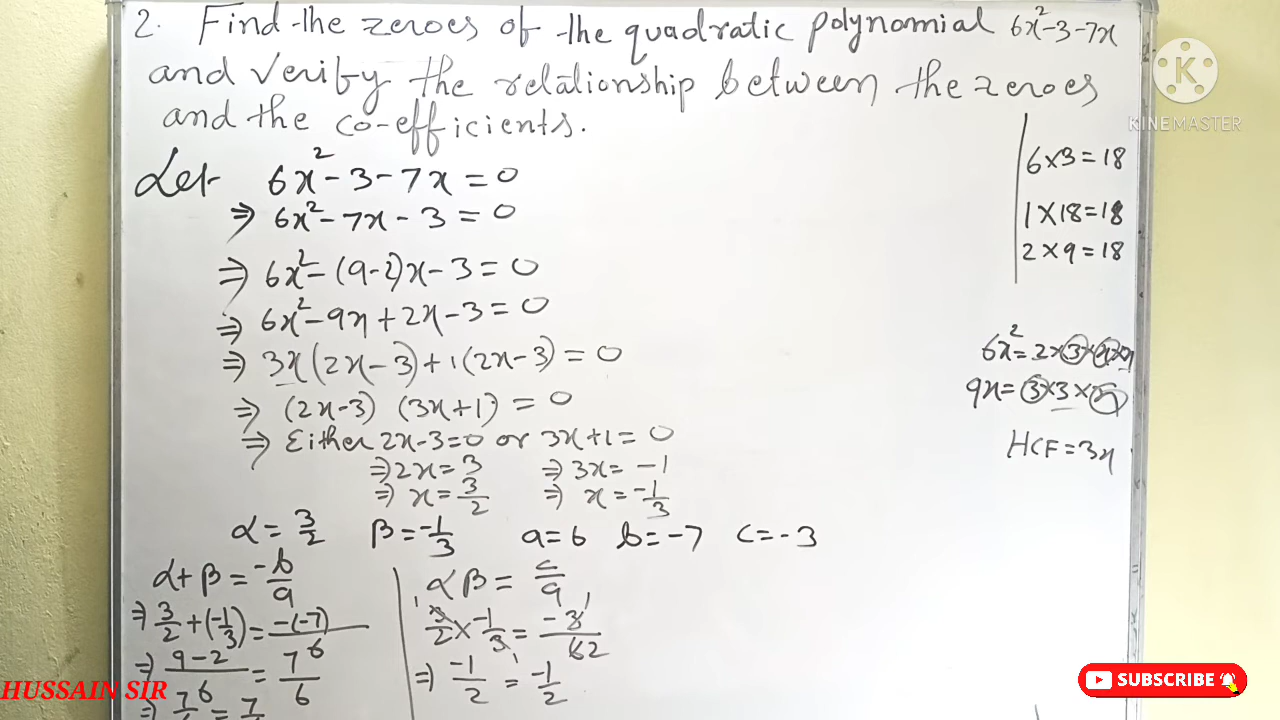 2. Find the zeroes of the quadratic polynomial 6x²-3-7x
and verify the relationship between the zeroes
and the co-efficients.
Let 6x²-3-7x=0
⇒ 6x²-7x-3=0
⇒ 6x²-(9-2)x-3=0
⇒ 6x²-9x+2x-3=0
⇒ 3x(2x-3)+1(2x-3)=0
⇒ (2x-3) (3x+1)=0
⇒ Either 2x-3=0 or 3x+1=0
⇒2x=3 ⇒3x=-1
⇒ x=3/2 ⇒ x=-1/3
α=3/2 β=-1/3 a=6 b=-7 c=-3
α+β=-b/a
⇒ 3/2+(-1/3)=-(-7)/6
⇒ 9-2/6=7/6
⇒ 7/6=7/
αβ=c/a
3/2×-1/3=-3/62
⇒ -1/2=-1/2
6×3=18
1×18=18
2×9=18
6x²=2×3×x×x
9x=3×3×x
HCF=3x
K
KINEMASTER
HUSSAIN SIR
SUBSCRIBE